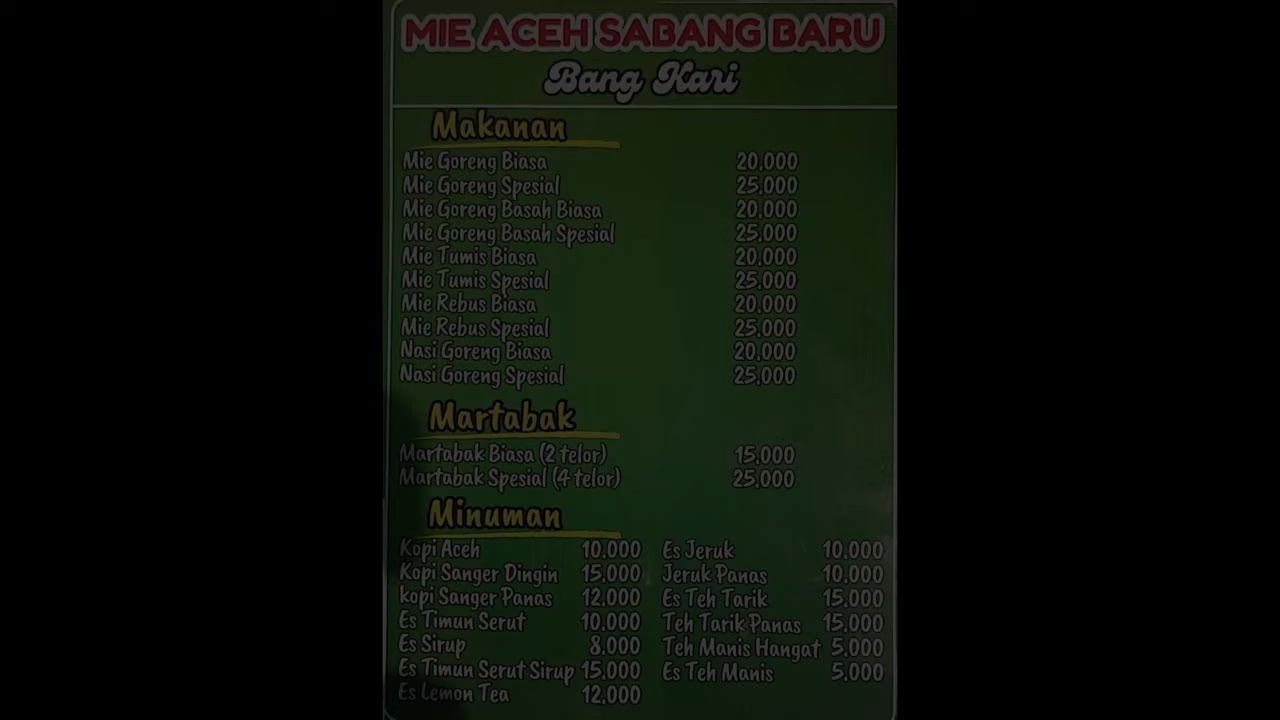 MIE ACEH SABANG BARU
Bang Kari
Makanan
Mie Goreng Biasa 20.000
Mie Goreng Spesial 25.000
Mie Goreng Basah Biasa 20.000
Mie Goreng Basah Spesial 25.000
Mie Tumis Biasa 20.000
Mie Tumis Spesial 25.000
Mie Rebus Biasa 20.000
Mie Rebus Spesial 25.000
Nasi Goreng Biasa 20.000
Nasi Goreng Spesial 25.000
Martabak
Martabak Biasa (2 telor) 15.000
Martabak Spesial (4 telor) 25.000
Minuman
Kopi Aceh 10.000
Kopi Sanger Dingin 15.000
kopi Sanger Panas 12.000
Es Timun Serut 10.000
Es Sirup 8.000
Es Timun Serut Sirup 15.000
Es Lemon Tea 12.000
Es Jeruk 10.000
Jeruk Panas 10.000
Es Teh Tarik 15.000
Teh Tarik Panas 15.000
Teh Manis Hangat 5.000
Es Teh Manis 5.000